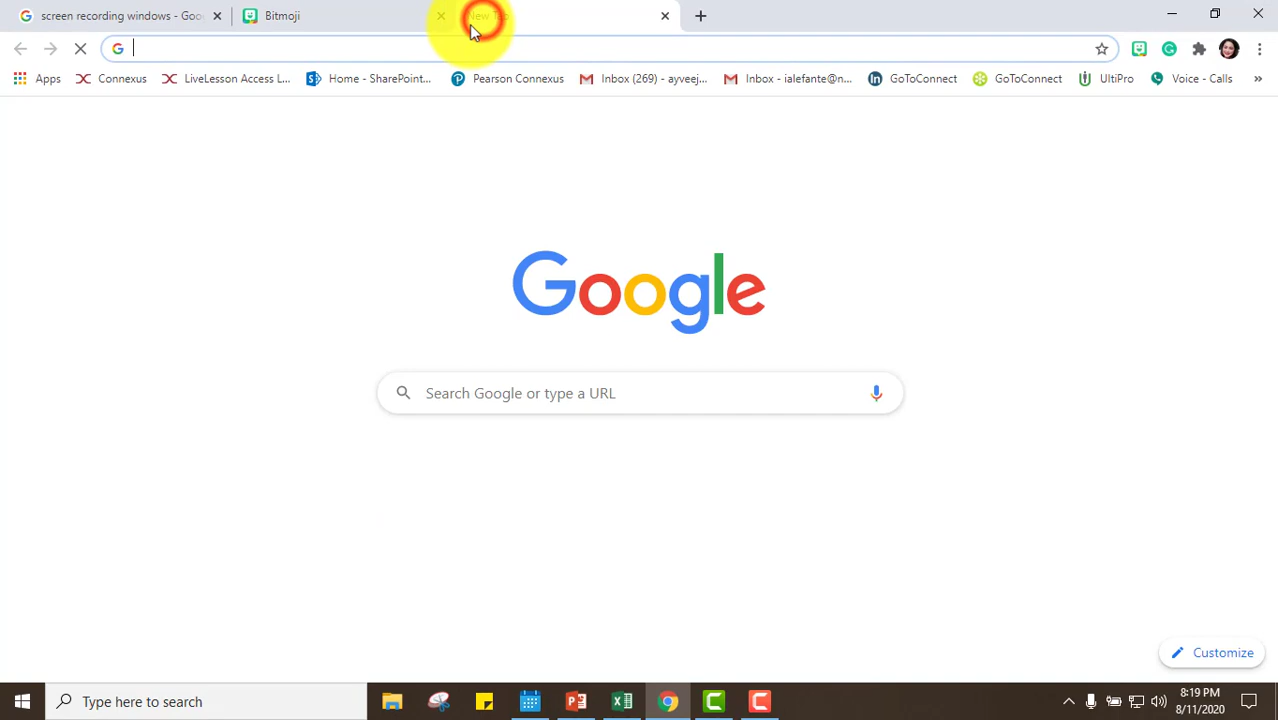 screen recording windows - Goo
Bitmoji
New Tab
Apps
Connexus
LiveLesson Access L...
Home - SharePoint...
Pearson Connexus
Inbox (269) - ayveej...
Inbox - ialefante@n...
GoToConnect
GoToConnect
UltiPro
Voice - Calls
»
Google
Search Google or type a URL
Customize
Type here to search
8:19 PM
8/11/2020